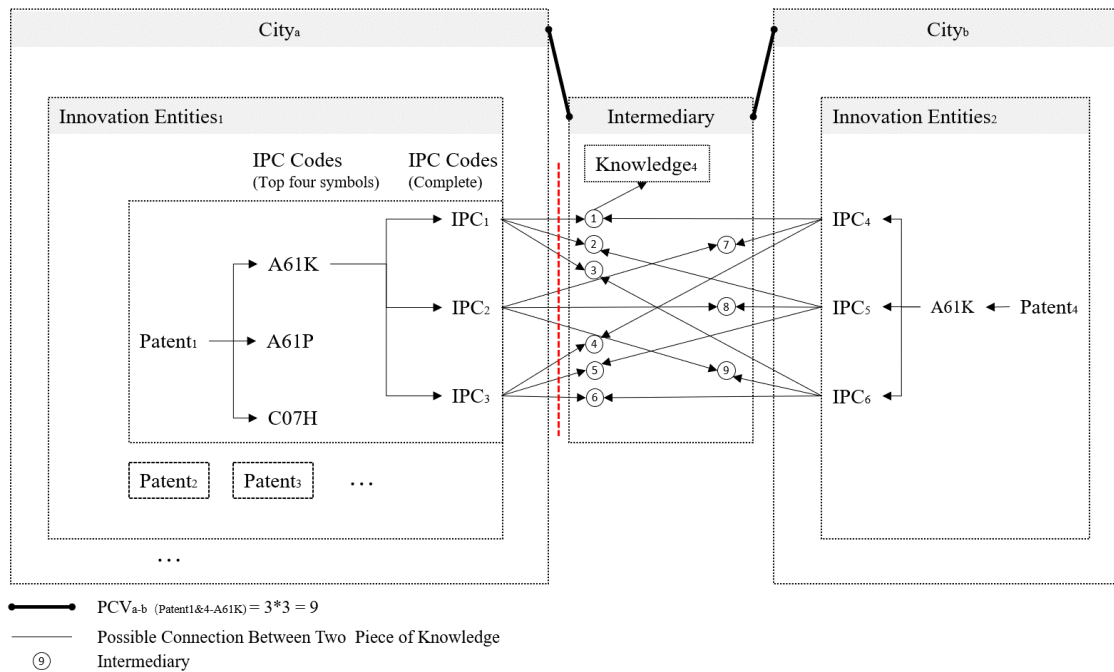 Cityₐ
City_b
Innovation Entities₁
Intermediary
Innovation Entities₂
IPC Codes
(Top four symbols)
IPC Codes
(Complete)
Knowledge₄
IPC₁
①
IPC₄
②
⑦
A61K
③
IPC₂
⑧
IPC₅
A61K
Patent₄
Patent₁
A61P
④
⑤
⑨
IPC₃
⑥
IPC₆
C07H
Patent₂
Patent₃
...
...
PCVₐ₋b (Patent1&4-A61K) = 3*3 = 9
Possible Connection Between Two Piece of Knowledge
⑨ Intermediary